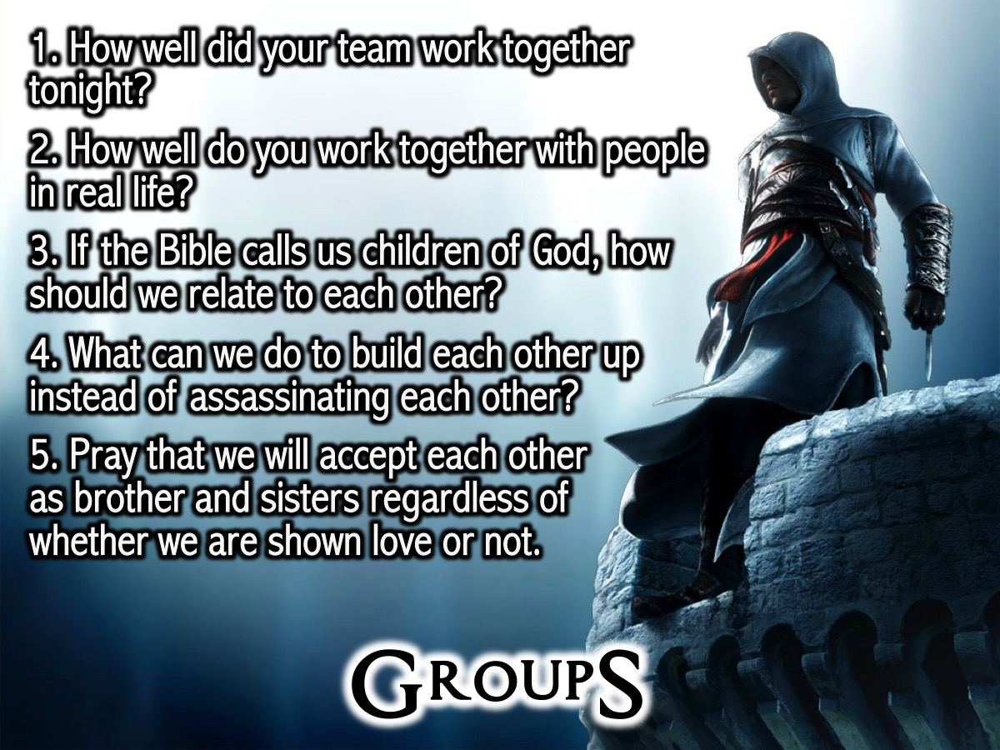 1. How well did your team work together
tonight?
2. How well do you work together with people
in real life?
3. If the Bible calls us children of God, how
should we relate to each other?
4. What can we do to build each other up
instead of assassinating each other?
5. Pray that we will accept each other
as brother and sisters regardless of
whether we are shown love or not.
GROUPS